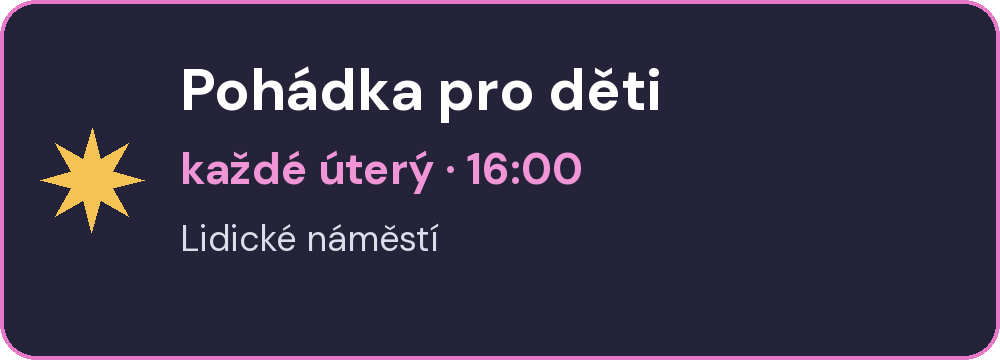 Pohádka pro děti
každé úterý · 16:00
Lidické náměstí